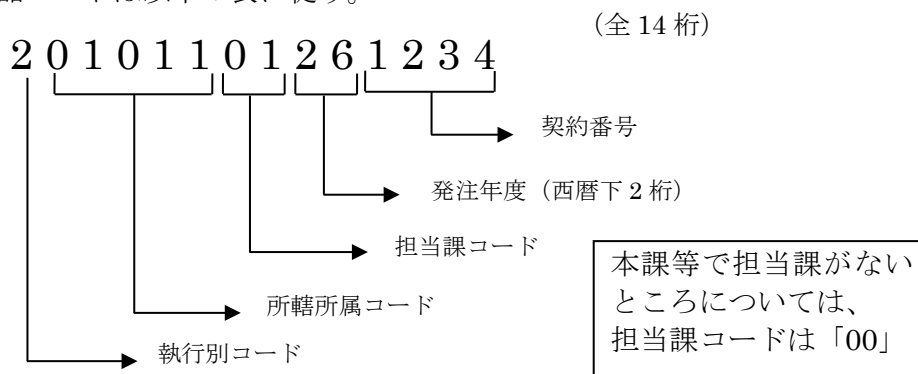 (全 14 桁)
2 0 1 0 1 1 0 1 2 6 1 2 3 4
契約番号
発注年度（西暦下 2 桁）
担当課コード
所轄所属コード
執行別コード
本課等で担当課がない
ところについては、
担当課コードは「00」